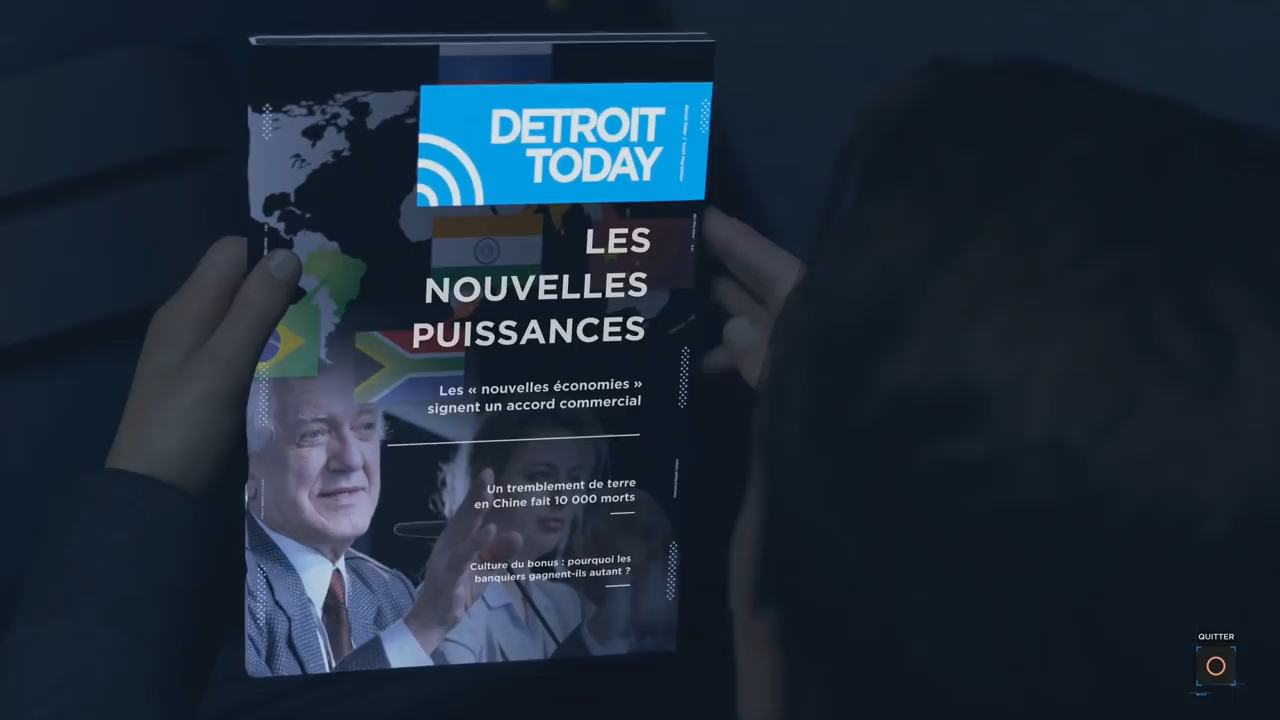 DETROIT
TODAY
LES
NOUVELLES
PUISSANCES
Les « nouvelles économies »
signent un accord commercial
Un tremblement de terre
en Chine fait 10 000 morts
Culture du bonus : pourquoi les
banquiers gagnent-ils autant ?
QUITTER